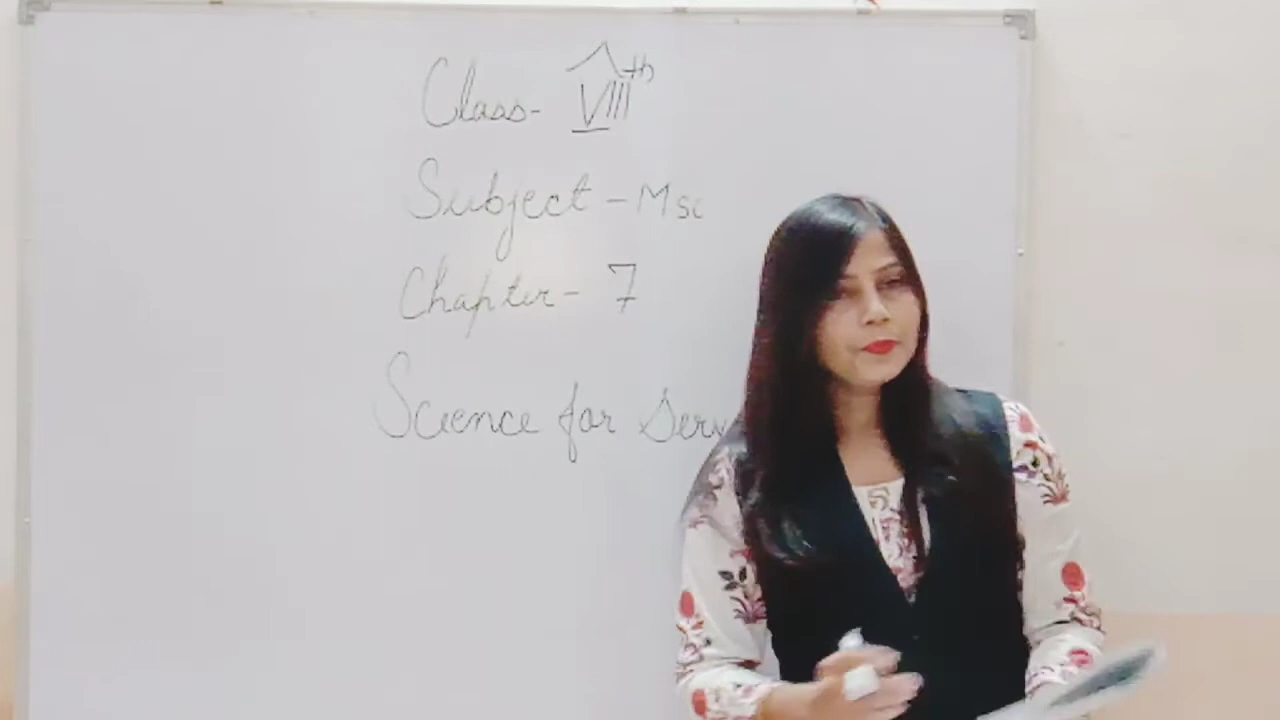 Class- VIIIth
Subject - Msc
Chapter - 7
Science for